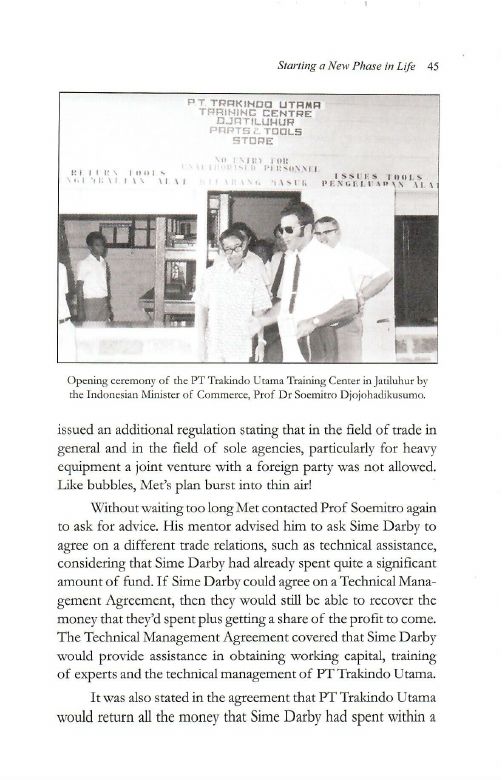 Starting a New Phase in Life 45
PT. TRAKINDO UTAMA
TRAINING CENTRE
DJATILUHUR
PARTS & TOOLS
STORE
NO ENTRY FOR
UNAUTHORISED PERSONNEL
RETURN TOOLS
ISSUES TOOLS
NGEMBALIAN ALAT DILARANG MASUK PENGELUARAN ALAT
Opening ceremony of the PT Trakindo Utama Training Center in Jatiluhur by
the Indonesian Minister of Commerce, Prof Dr Soemitro Djojohadikusumo.
issued an additional regulation stating that in the field of trade in
general and in the field of sole agencies, particularly for heavy
equipment a joint venture with a foreign party was not allowed.
Like bubbles, Met's plan burst into thin air!
Without waiting too long Met contacted Prof Soemitro again
to ask for advice. His mentor advised him to ask Sime Darby to
agree on a different trade relations, such as technical assistance,
considering that Sime Darby had already spent quite a significant
amount of fund. If Sime Darby could agree on a Technical Mana-
gement Agreement, then they would still be able to recover the
money that they'd spent plus getting a share of the profit to come.
The Technical Management Agreement covered that Sime Darby
would provide assistance in obtaining working capital, training
of experts and the technical management of PT Trakindo Utama.
It was also stated in the agreement that PT Trakindo Utama
would return all the money that Sime Darby had spent within a